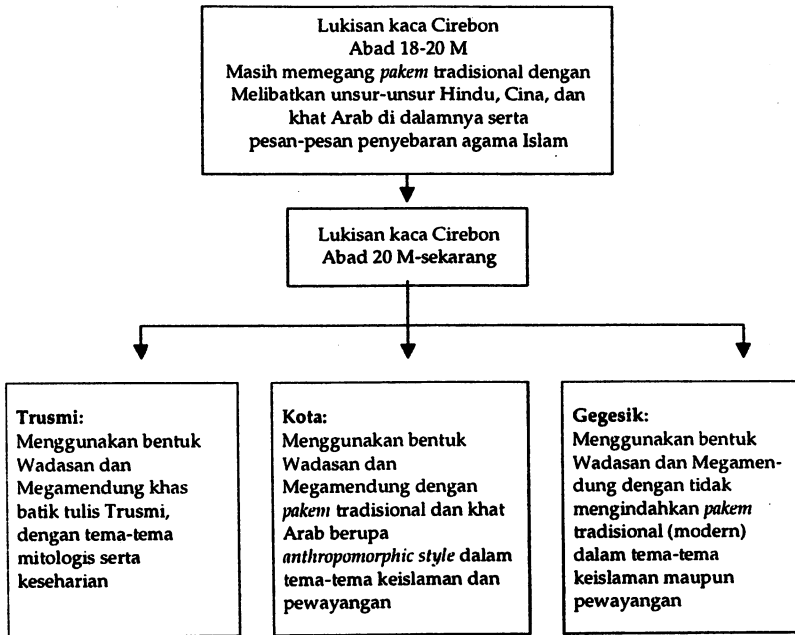 Lukisan kaca Cirebon
Abad 18-20 M
Masih memegang pakem tradisional dengan
Melibatkan unsur-unsur Hindu, Cina, dan
khat Arab di dalamnya serta
pesan-pesan penyebaran agama Islam
Lukisan kaca Cirebon
Abad 20 M-sekarang
Trusmi:
Menggunakan bentuk
Wadasan dan
Megamendung khas
batik tulis Trusmi,
dengan tema-tema
mitologis serta
keseharian
Kota:
Menggunakan bentuk
Wadasan dan
Megamendung dengan
pakem tradisional dan khat
Arab berupa
anthropomorphic style dalam
tema-tema keislaman dan
pewayangan
Gegesik:
Menggunakan bentuk
Wadasan dan Megamen-
dung dengan tidak
mengindahkan pakem
tradisional (modern)
dalam tema-tema
keislaman maupun
pewayangan